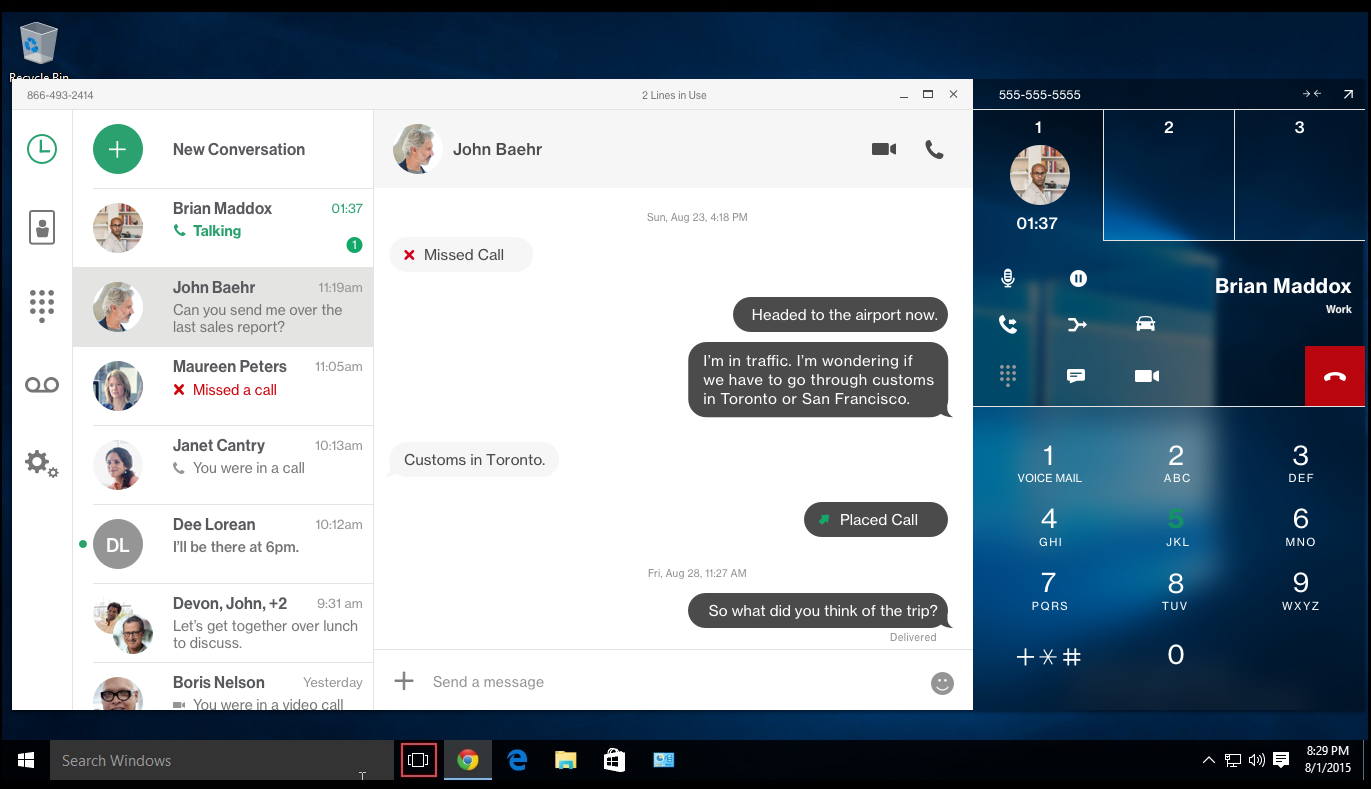 Recycle Bin
866-493-2414
2 Lines in Use
New Conversation
Brian Maddox
01:37
Talking
1
John Baehr
11:19am
Can you send me over the
last sales report?
Maureen Peters
11:05am
Missed a call
Janet Cantry
10:13am
You were in a call
DL
Dee Lorean
10:12am
I'll be there at 6pm.
Devon, John, +2
9:31 am
Let's get together over lunch
to discuss.
Boris Nelson
Yesterday
You were in a video call
John Baehr
Sun, Aug 23, 4:18 PM
Missed Call
Headed to the airport now.
I'm in traffic. I'm wondering if
we have to go through customs
in Toronto or San Francisco.
Customs in Toronto.
Placed Call
Fri, Aug 28, 11:27 AM
So what did you think of the trip?
Delivered
Send a message
555-555-5555
1
2
3
01:37
Brian Maddox
Work
1
VOICE MAIL
2
ABC
3
DEF
4
GHI
5
JKL
6
MNO
7
PQRS
8
TUV
9
WXYZ
+*#
0
Search Windows
8:29 PM
8/1/2015